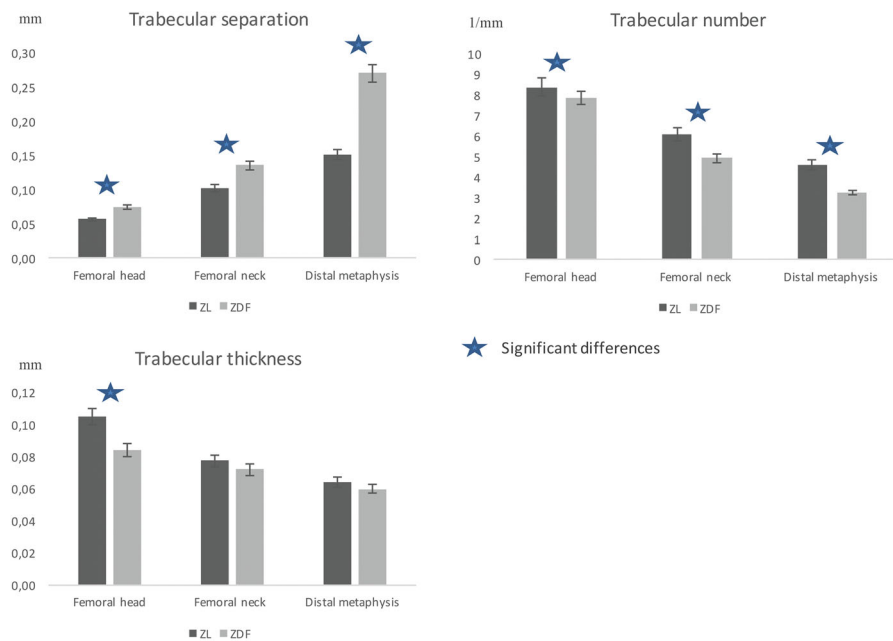 mm
Trabecular separation
0,30
0,25
0,20
0,15
0,10
0,05
0,00
Femoral head
Femoral neck
Distal metaphysis
ZL
ZDF
1/mm
Trabecular number
10
9
8
7
6
5
4
3
2
1
0
Femoral head
Femoral neck
Distal metaphysis
ZL
ZDF
mm
Trabecular thickness
0,12
0,10
0,08
0,06
0,04
0,02
0,00
Femoral head
Femoral neck
Distal metaphysis
ZL
ZDF
Significant differences